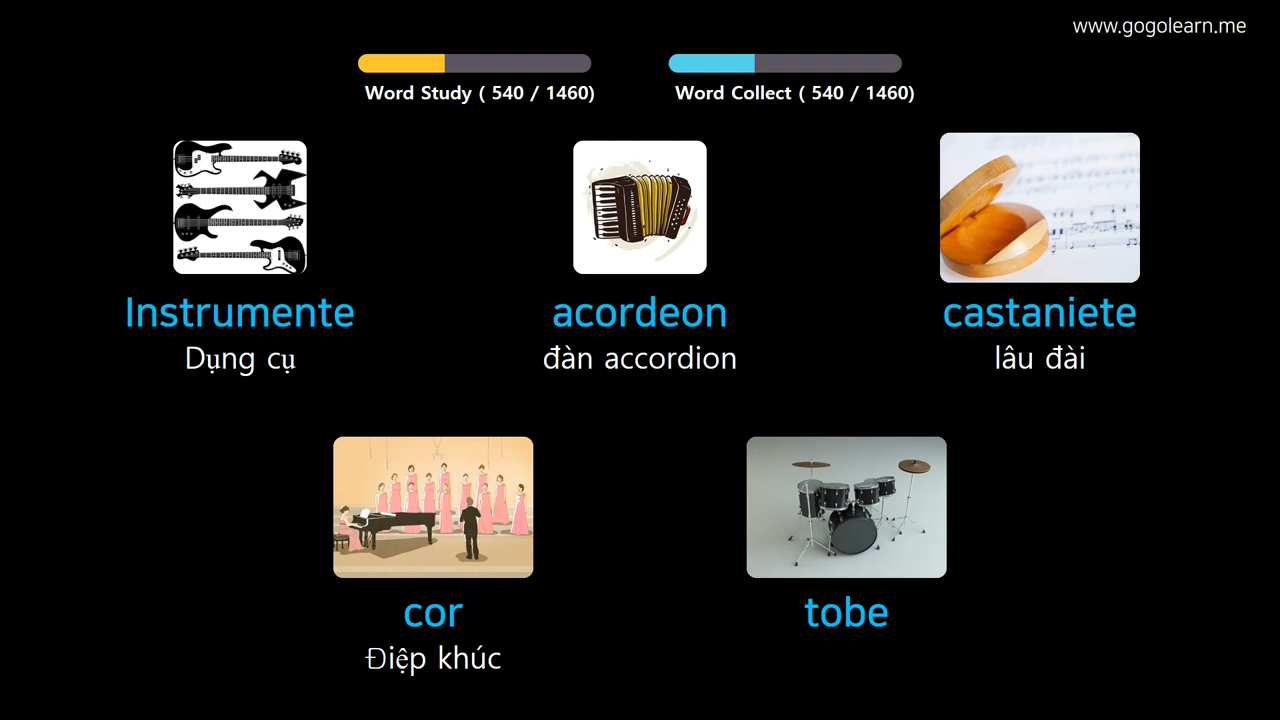 www.gogolearn.me
Word Study ( 540 / 1460)
Word Collect ( 540 / 1460)
Instrumente
Dụng cụ
acordeon
đàn accordion
castaniete
lâu đài
cor
Điệp khúc
tobe